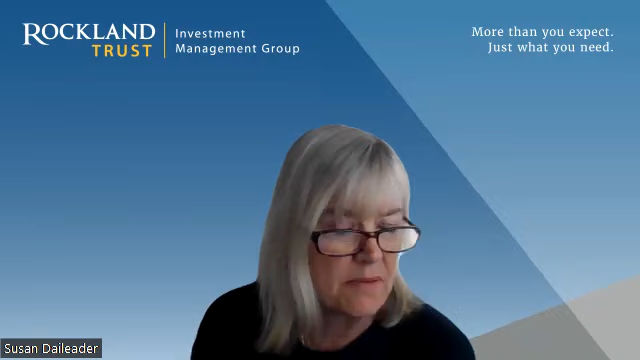 ROCKLAND
TRUST
Investment
Management Group
More than you expect.
Just what you need.
Susan Daileader